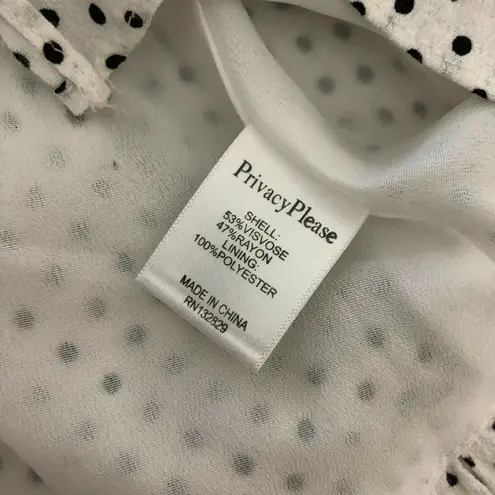 PrivacyPlease
SHELL:
53%VISVOSE
47%RAYON
LINING:
100%POLYESTER
MADE IN CHINA
RN132829